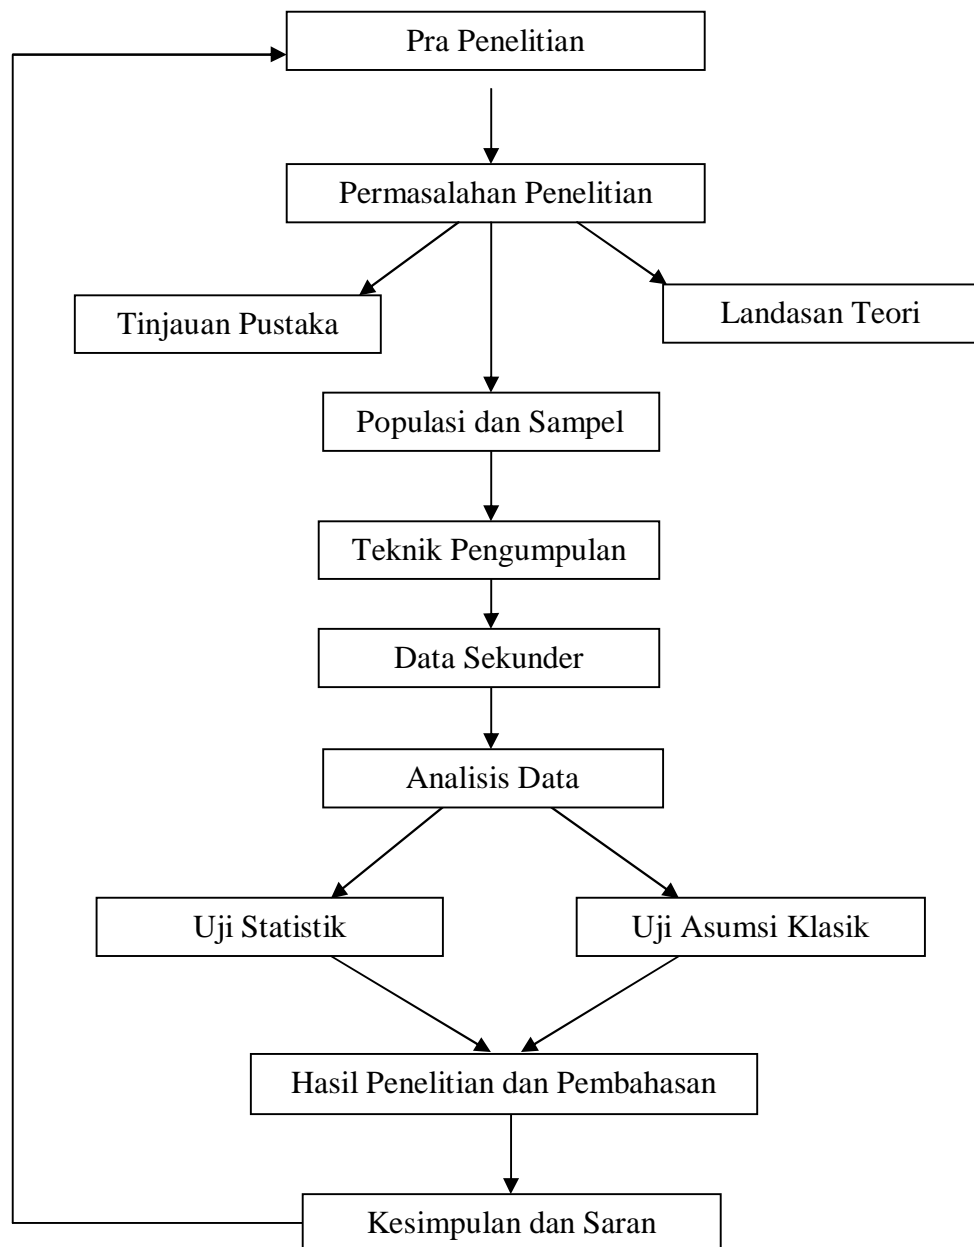 Pra Penelitian
Permasalahan Penelitian
Tinjauan Pustaka
Landasan Teori
Populasi dan Sampel
Teknik Pengumpulan
Data Sekunder
Analisis Data
Uji Statistik
Uji Asumsi Klasik
Hasil Penelitian dan Pembahasan
Kesimpulan dan Saran